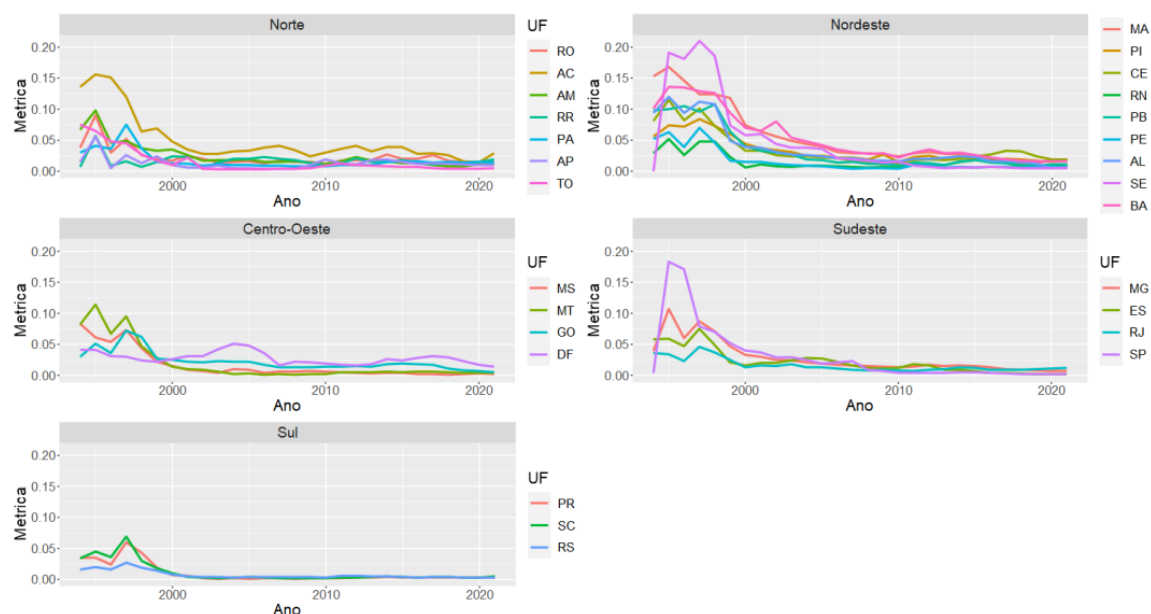 Norte
Metrica
0.20
0.15
0.10
0.05
0.00
2000
2010
2020
Ano
UF
RO
AC
AM
RR
PA
AP
TO
Nordeste
Metrica
0.20
0.15
0.10
0.05
0.00
2000
2010
2020
Ano
MA
PI
CE
RN
PB
PE
AL
SE
BA
Centro-Oeste
Metrica
0.20
0.15
0.10
0.05
0.00
2000
2010
2020
Ano
UF
MS
MT
GO
DF
Sudeste
Metrica
0.20
0.15
0.10
0.05
0.00
2000
2010
2020
Ano
UF
MG
ES
RJ
SP
Sul
Metrica
0.20
0.15
0.10
0.05
0.00
2000
2010
2020
Ano
UF
PR
SC
RS